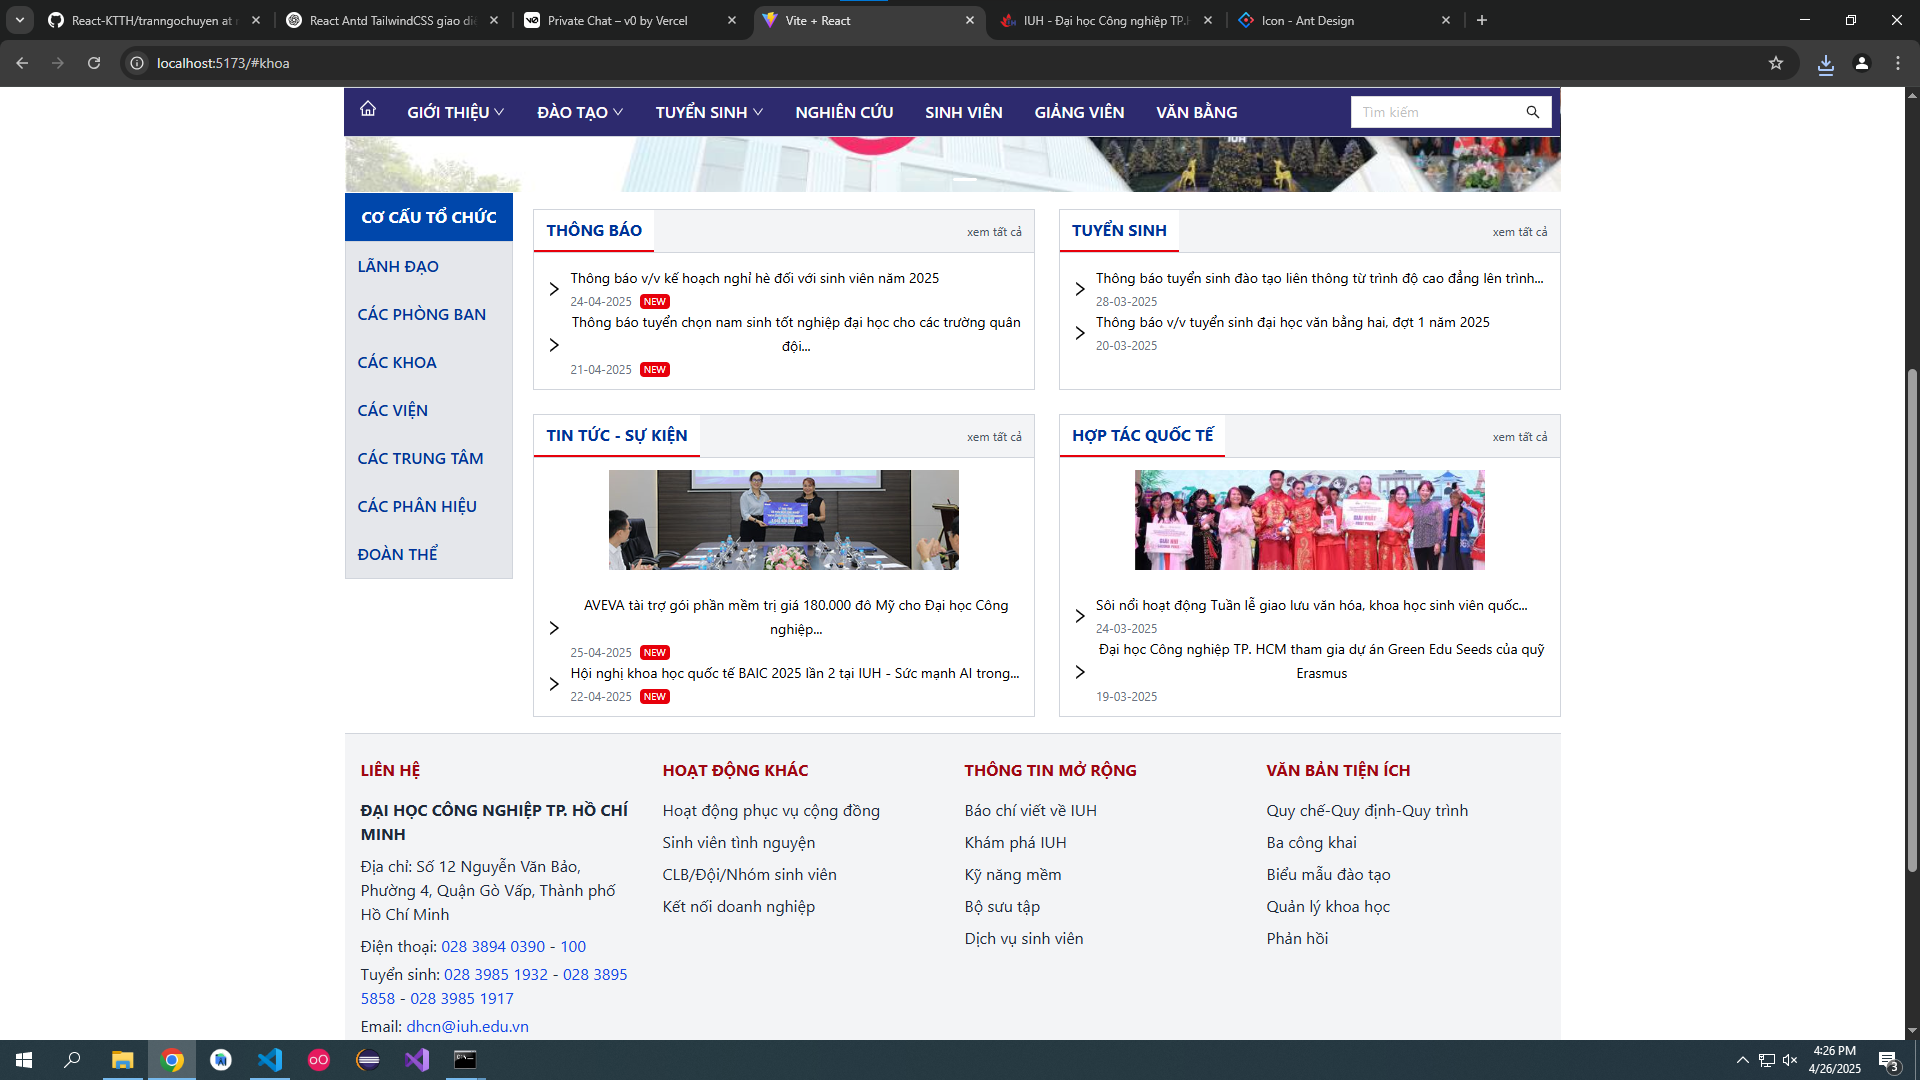 React-KTTH/tranngochuyen at r
React Antd TailwindCSS giao diệ
Private Chat – v0 by Vercel
Vite + React
IUH - Đại học Công nghiệp TP.H
Icon - Ant Design
localhost:5173/#khoa
GIỚI THIỆU
ĐÀO TẠO
TUYỂN SINH
NGHIÊN CỨU
SINH VIÊN
GIẢNG VIÊN
VĂN BẰNG
Tìm kiếm
IUH
CƠ CẤU TỔ CHỨC
LÃNH ĐẠO
CÁC PHÒNG BAN
CÁC KHOA
CÁC VIỆN
CÁC TRUNG TÂM
CÁC PHÂN HIỆU
ĐOÀN THỂ
THÔNG BÁO
xem tất cả
Thông báo v/v kế hoạch nghỉ hè đối với sinh viên năm 2025
24-04-2025 NEW
Thông báo tuyển chọn nam sinh tốt nghiệp đại học cho các trường quân
đội...
21-04-2025 NEW
TUYỂN SINH
xem tất cả
Thông báo tuyển sinh đào tạo liên thông từ trình độ cao đẳng lên trình...
28-03-2025
Thông báo v/v tuyển sinh đại học văn bằng hai, đợt 1 năm 2025
20-03-2025
TIN TỨC - SỰ KIỆN
xem tất cả
AVEVA tài trợ gói phần mềm trị giá 180.000 đô Mỹ cho Đại học Công
nghiệp...
25-04-2025 NEW
Hội nghị khoa học quốc tế BAIC 2025 lần 2 tại IUH - Sức mạnh AI trong...
22-04-2025 NEW
HỢP TÁC QUỐC TẾ
xem tất cả
GIẢI NHÌ
GIẢI NHẤT
Sôi nổi hoạt động Tuần lễ giao lưu văn hóa, khoa học sinh viên quốc...
24-03-2025
Đại học Công nghiệp TP. HCM tham gia dự án Green Edu Seeds của quỹ
Erasmus
19-03-2025
LIÊN HỆ
ĐẠI HỌC CÔNG NGHIỆP TP. HỒ CHÍ
MINH
Địa chỉ: Số 12 Nguyễn Văn Bảo,
Phường 4, Quận Gò Vấp, Thành phố
Hồ Chí Minh
Điện thoại: 028 3894 0390 - 100
Tuyển sinh: 028 3985 1932 - 028 3895
5858 - 028 3985 1917
Email: dhcn@iuh.edu.vn
HOẠT ĐỘNG KHÁC
Hoạt động phục vụ cộng đồng
Sinh viên tình nguyện
CLB/Đội/Nhóm sinh viên
Kết nối doanh nghiệp
THÔNG TIN MỞ RỘNG
Báo chí viết về IUH
Khám phá IUH
Kỹ năng mềm
Bộ sưu tập
Dịch vụ sinh viên
VĂN BẢN TIỆN ÍCH
Quy chế-Quy định-Quy trình
Ba công khai
Biểu mẫu đào tạo
Quản lý khoa học
Phản hồi
4:26 PM
4/26/2025
3